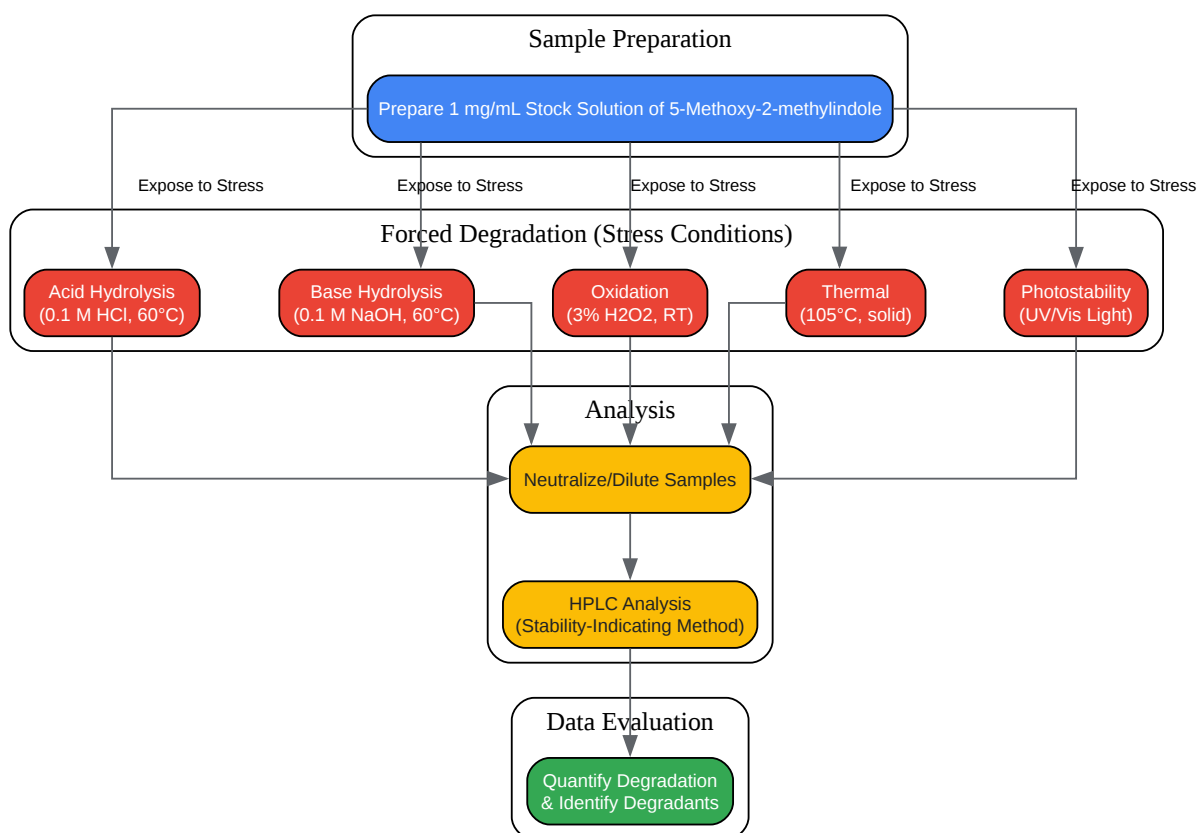 Sample Preparation
Prepare 1 mg/mL Stock Solution of 5-Methoxy-2-methylindole
Expose to Stress
Expose to Stress
Expose to Stress
Expose to Stress
Expose to Stress
Forced Degradation (Stress Conditions)
Acid Hydrolysis
(0.1 M HCl, 60°C)
Base Hydrolysis
(0.1 M NaOH, 60°C)
Oxidation
(3% H2O2, RT)
Thermal
(105°C, solid)
Photostability
(UV/Vis Light)
Analysis
Neutralize/Dilute Samples
HPLC Analysis
(Stability-Indicating Method)
Data Evaluation
Quantify Degradation
& Identify Degradants